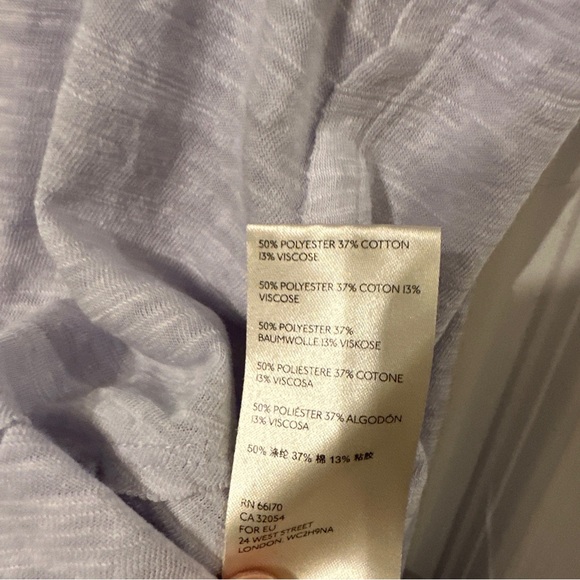 50% POLYESTER 37% COTTON
13% VISCOSE
50% POLYESTER 37% COTON 13%
VISCOSE
50% POLYESTER 37%
BAUMWOLLE.13% VISKOSE
50% POLIESTERE 37% COTONE
13% VISCOSA
50% POLIÉSTER 37% ALGODÓN
13% VISCOSA
50% 涤纶 37% 棉 13% 粘胶
RN 66170
CA 32054
FOR EU
24 WEST STREET
LONDON, WC2H9NA